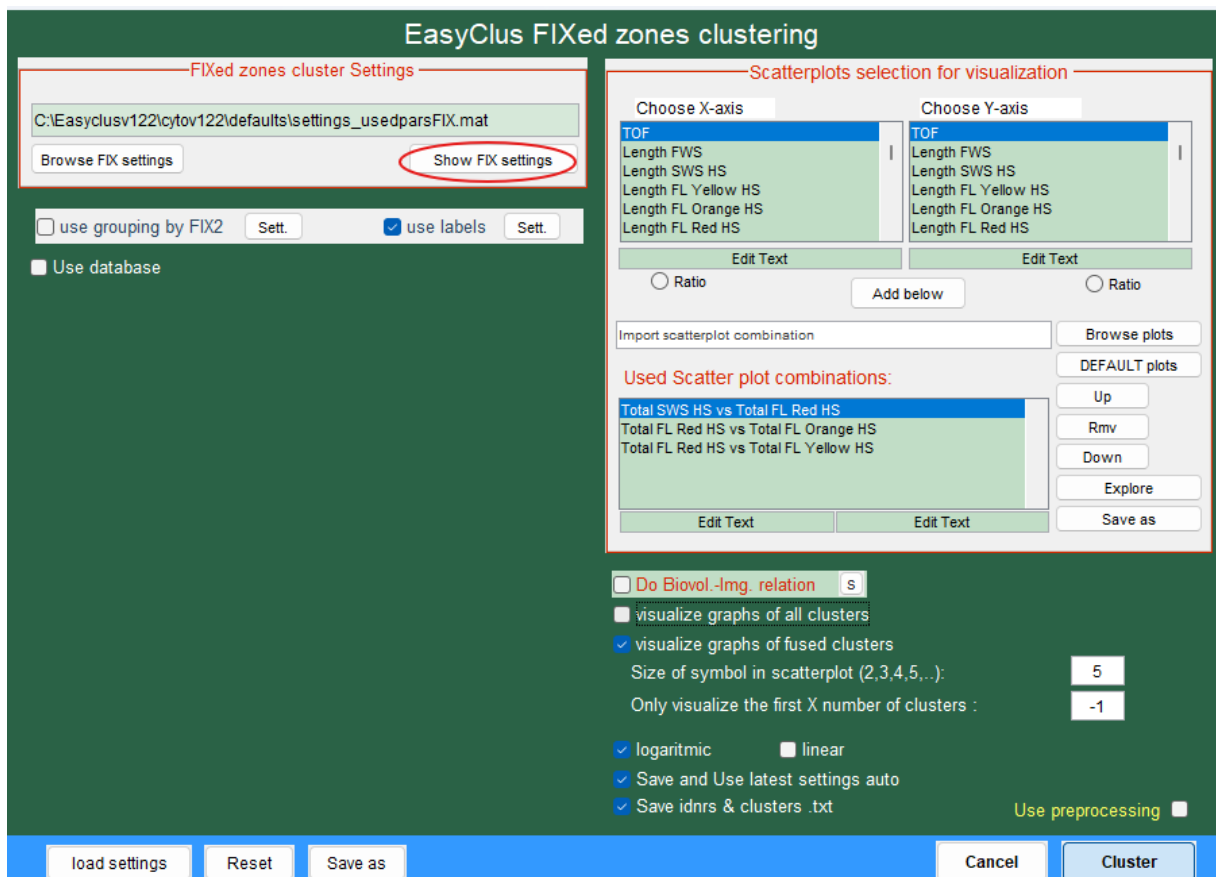 EasyClus FIXed zones clustering
FIXed zones cluster Settings
C:\Easyclusv122\cytov122\defaults\settings_usedparsFIX.mat
Browse FIX settings
Show FIX settings
use grouping by FIX2
Sett.
use labels
Sett.
Use database
Scatterplots selection for visualization
Choose X-axis
TOF
Length FWS
Length SWS HS
Length FL Yellow HS
Length FL Orange HS
Length FL Red HS
Edit Text
Ratio
Choose Y-axis
TOF
Length FWS
Length SWS HS
Length FL Yellow HS
Length FL Orange HS
Length FL Red HS
Edit Text
Ratio
Add below
Import scatterplot combination
Browse plots
DEFAULT plots
Used Scatter plot combinations:
Total SWS HS vs Total FL Red HS
Total FL Red HS vs Total FL Orange HS
Total FL Red HS vs Total FL Yellow HS
Up
Rmv
Down
Explore
Save as
Edit Text
Edit Text
Do Biovol.-Img. relation
s
visualize graphs of all clusters
visualize graphs of fused clusters
Size of symbol in scatterplot (2,3,4,5,..):
5
Only visualize the first X number of clusters :
-1
logaritmic
linear
Save and Use latest settings auto
Save idnrs & clusters .txt
Use preprocessing
load settings
Reset
Save as
Cancel
Cluster